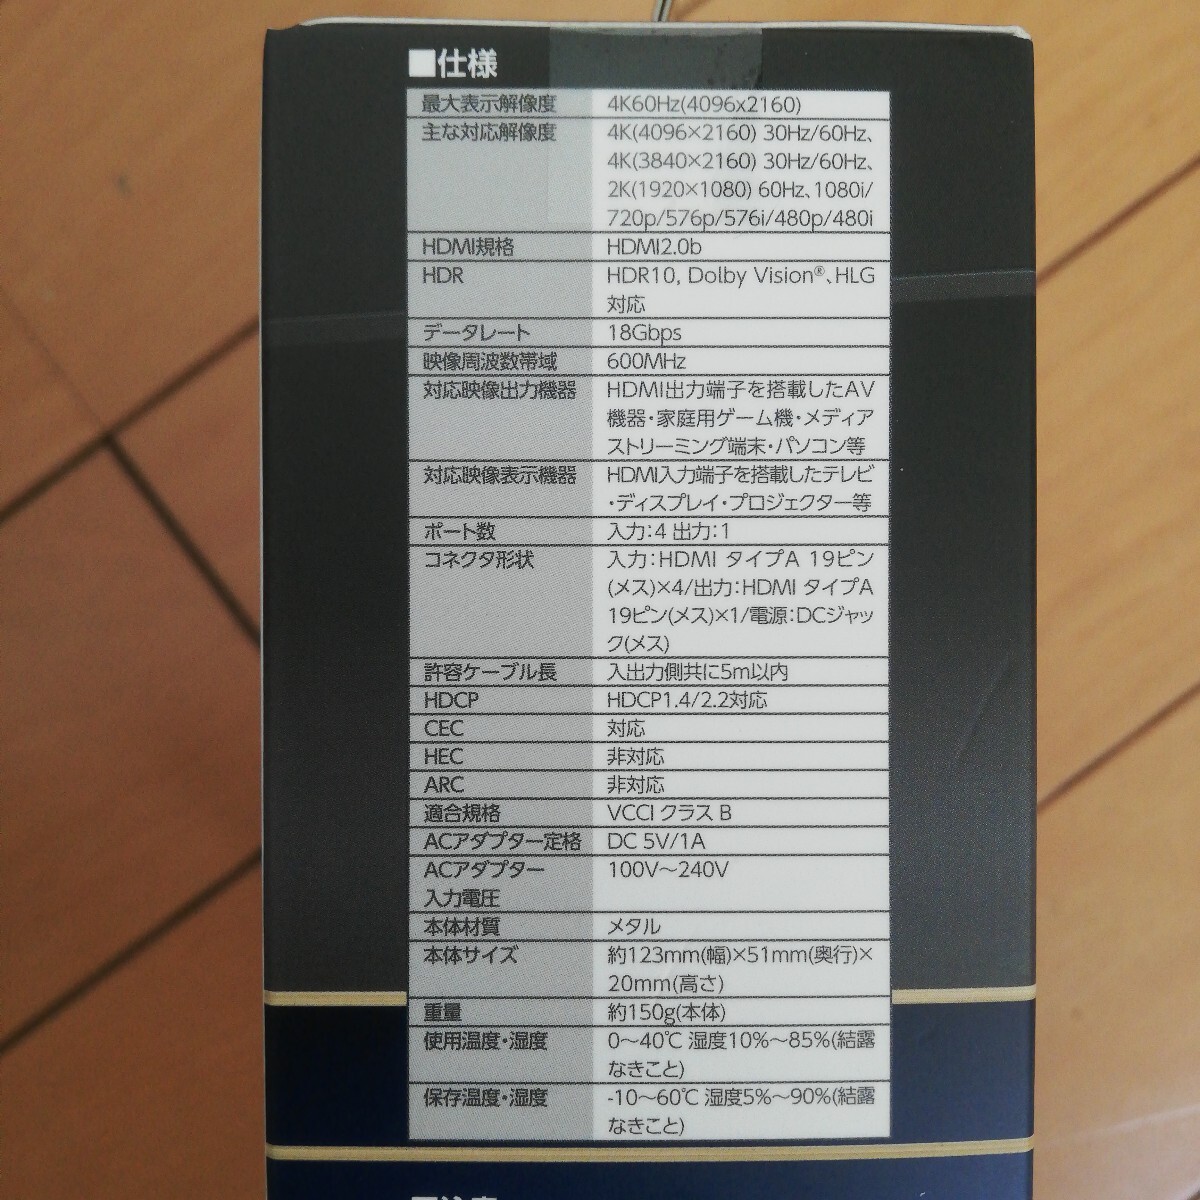 ■仕様
最大表示解像度 4K60Hz(4096x2160)
主な対応解像度 4K(4096×2160) 30Hz/60Hz、
4K(3840×2160) 30Hz/60Hz、
2K(1920×1080) 60Hz、1080i/
720p/576p/576i/480p/480i
HDMI規格 HDMI2.0b
HDR HDR10, Dolby Vision®、HLG
対応
データレート 18Gbps
映像周波数帯域 600MHz
対応映像出力機器 HDMI出力端子を搭載したAV
機器・家庭用ゲーム機・メディア
ストリーミング端末・パソコン等
対応映像表示機器 HDMI入力端子を搭載したテレビ
・ディスプレイ・プロジェクター等
ポート数 入力:4 出力:1
コネクタ形状 入力:HDMI タイプA 19ピン
(メス)×4/出力:HDMI タイプA
19ピン(メス)×1/電源:DCジャッ
ク(メス)
許容ケーブル長 入出力側共に5m以内
HDCP HDCP1.4/2.2対応
CEC 対応
HEC 非対応
ARC 非対応
適合規格 VCCI クラス B
ACアダプター定格 DC 5V/1A
ACアダプター 100V～240V
入力電圧
本体材質 メタル
本体サイズ 約123mm(幅)×51mm(奥行)×
20mm(高さ)
重量 約150g(本体)
使用温度・湿度 0～40℃ 湿度10%～85%(結露
なきこと)
保存温度・湿度 -10～60℃ 湿度5%～90%(結露
なきこと)